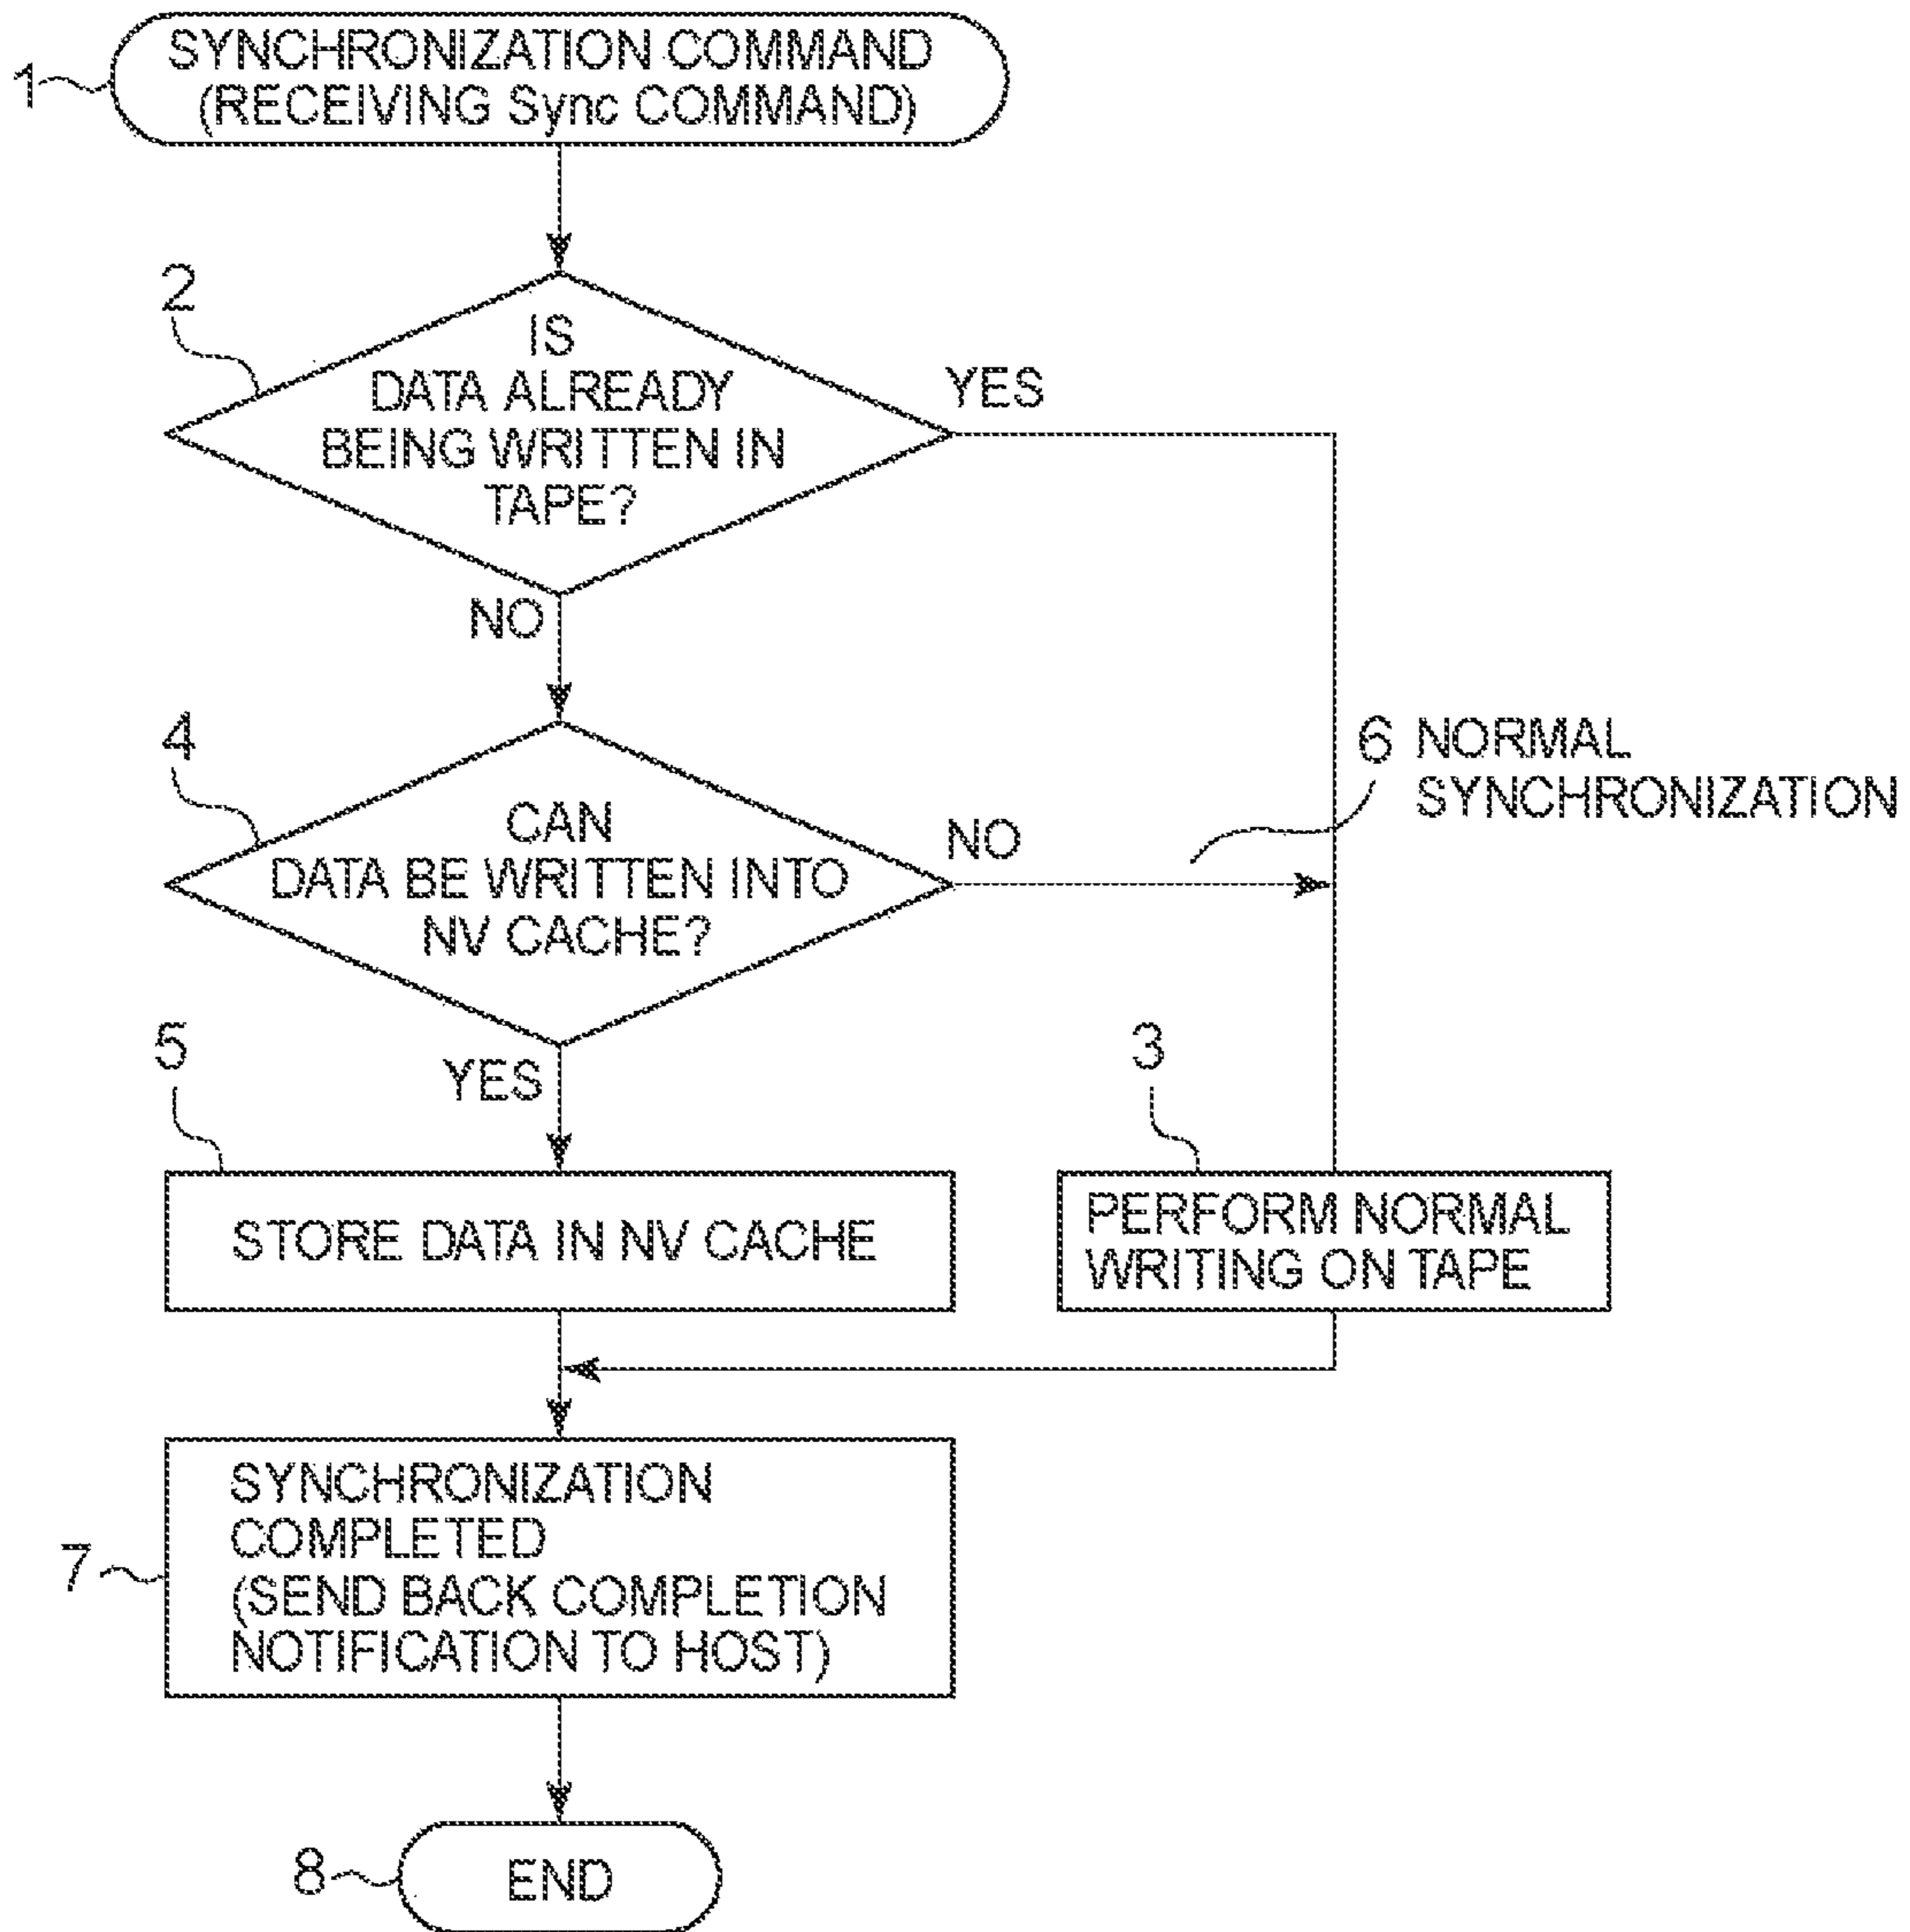 1
SYNCHRONIZATION COMMAND
(RECEIVING Sync COMMAND)
2
IS
DATA ALREADY
BEING WRITTEN IN
TAPE?
YES
NO
4
CAN
DATA BE WRITTEN INTO
NV CACHE?
NO
6 NORMAL
SYNCHRONIZATION
YES
5
STORE DATA IN NV CACHE
3
PERFORM NORMAL
WRITING ON TAPE
7
SYNCHRONIZATION
COMPLETED
(SEND BACK COMPLETION
NOTIFICATION TO HOST)
8
END